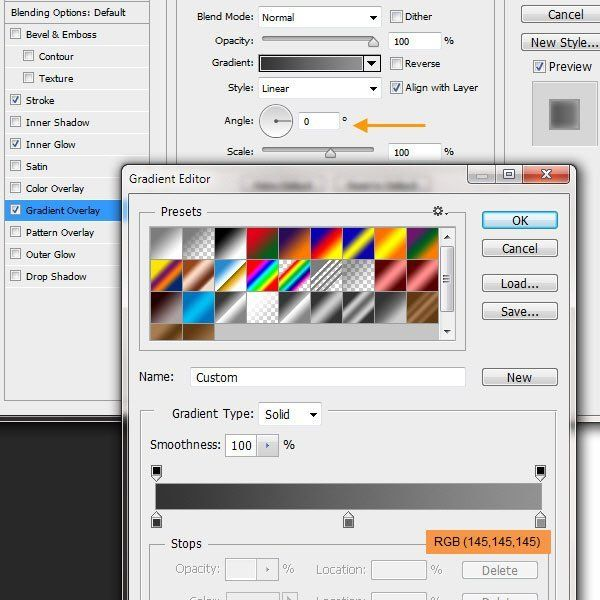 Blending Options: Default
Bevel & Emboss
Contour
Texture
Stroke
Inner Shadow
Inner Glow
Satin
Color Overlay
Gradient Overlay
Pattern Overlay
Outer Glow
Drop Shadow
Blend Mode: Normal Dither
Opacity: 100 %
Gradient: Reverse
Style: Linear Align with Layer
Angle: 0 °
Scale: 100 %
Cancel
New Style...
Preview
Gradient Editor
Presets
OK
Cancel
Load...
Save...
Name: Custom New
Gradient Type: Solid
Smoothness: 100 %
RGB (145,145,145)
Stops
Opacity: % Location: % Delete
Color: Location: % Delete